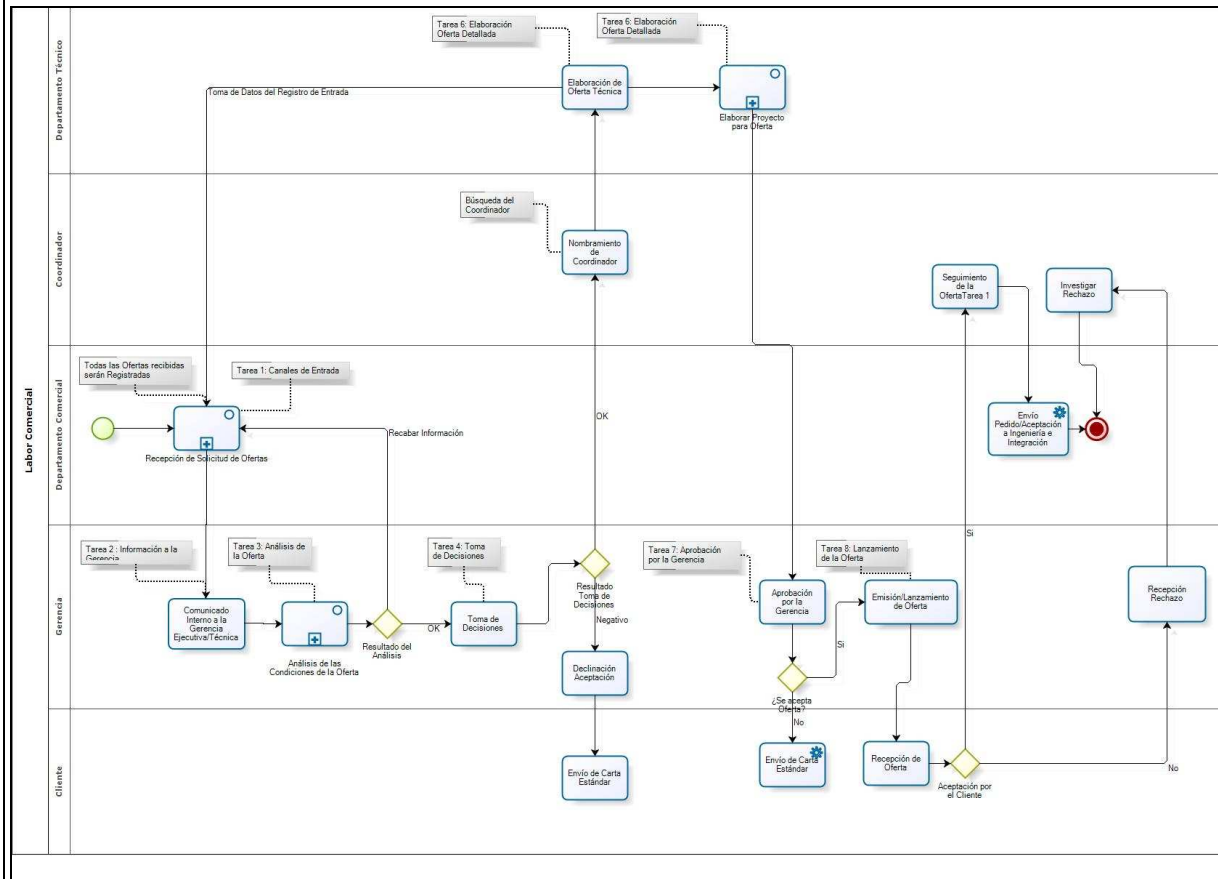 Labor Comercial
Departamento Técnico
Tarea 6: Elaboración
Oferta Detallada
Tarea 6: Elaboración
Oferta Detallada
Elaboración de
Oferta Técnica
Toma de Datos del Registro de Entrada
Elaborar Proyecto
para Oferta
Coordinador
Búsqueda del
Coordinador
Nombramiento
de
Coordinador
Seguimiento
de la
OfertaTarea 1
Investigar
Rechazo
Departamento Comercial
Todas las Ofertas recibidas
serán Registradas
Tarea 1: Canales de Entrada
Recepción de Solicitud de Ofertas
Recabar Información
OK
Envío
Pedido/Aceptación
a Ingeniería e
Integración
Gerencia
Tarea 2 : Información a la
Gerencia
Tarea 3: Análisis de
la Oferta
Tarea 4: Toma
de Decisiones
Comunicado
Interno a la
Gerencia
Ejecutiva/Técnica
Análisis de las
Condiciones de la Oferta
Resultado del
Análisis
OK
Toma de
Decisiones
Resultado
Toma de
Decisiones
Negativo
Declinación
Aceptación
Tarea 7: Aprobación
por la Gerencia
Tarea 8: Lanzamiento
de la Oferta
Aprobación
por la
Gerencia
Emisión/Lanzamiento
de Oferta
Si
¿Se acepta
Oferta?
Si
Recepción
Rechazo
Cliente
Envío de Carta
Estándar
No
Envío de Carta
Estándar
Recepción de
Oferta
Aceptación por
el Cliente
No